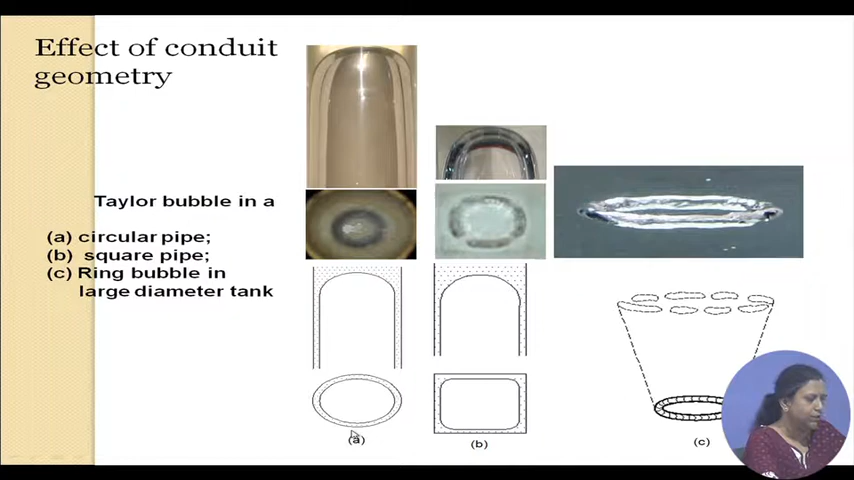 Effect of conduit
geometry
Taylor bubble in a
(a) circular pipe;
(b) square pipe;
(c) Ring bubble in
large diameter tank
(a)
(b)
(c)